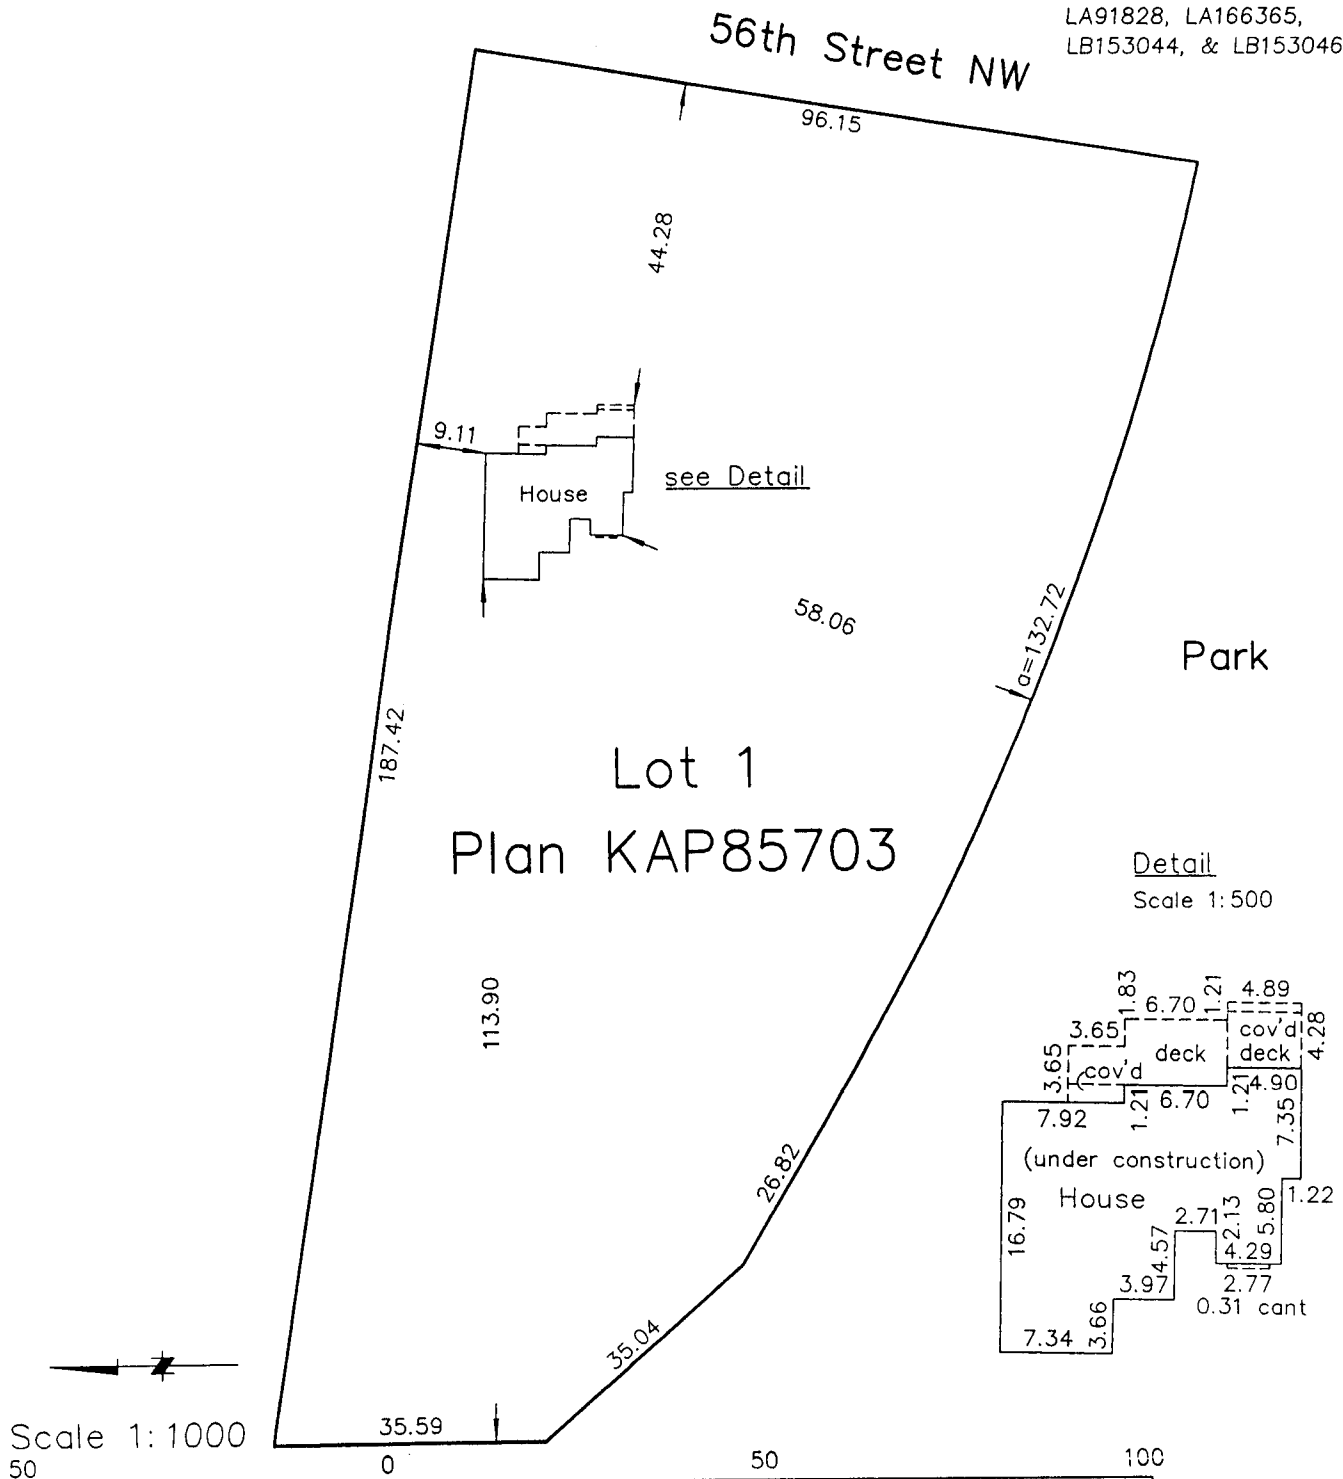 LA91828, LA166365,
LB153044, & LB153046
56th Street NW
96.15
44.28
9.11
House
see Detail
58.06
a=132.72
Park
187.42
Lot 1
Plan KAP85703
Detail
Scale 1:500
113.90
1.83
6.70
1.21
4.89
3.65
cov'd
deck
4.28
3.65
deck
cov'd
7.92
1.21
6.70
1.21
4.90
7.35
(under construction)
House
16.79
1.22
2.71
2.13
5.80
4.57
4.29
3.97
2.77
0.31 cant
7.34
3.66
26.82
35.04
35.59
Scale 1:1000
50
0
50
100